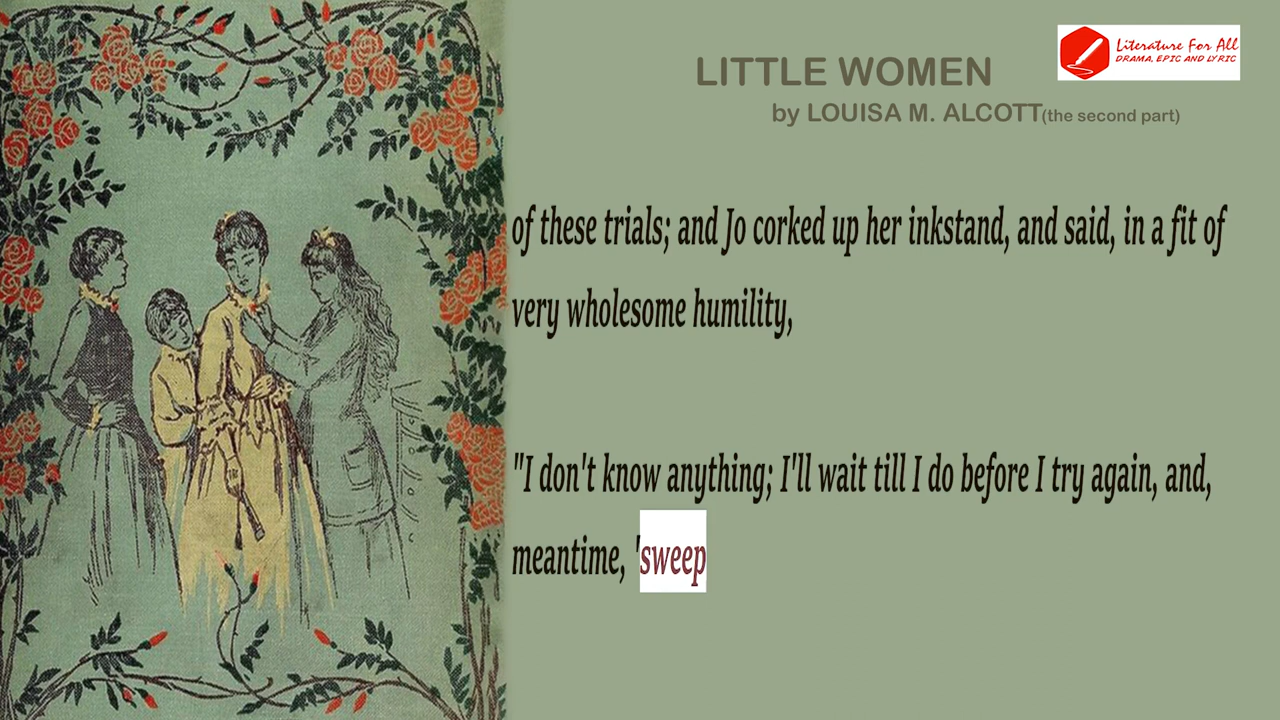 LITTLE WOMEN
by LOUISA M. ALCOTT(the second part)
Literature For All
DRAMA, EPIC AND LYRIC
of these trials; and Jo corked up her inkstand, and said, in a fit of
very wholesome humility,
"I don't know anything; I'll wait till I do before I try again, and,
meantime, 'sweep